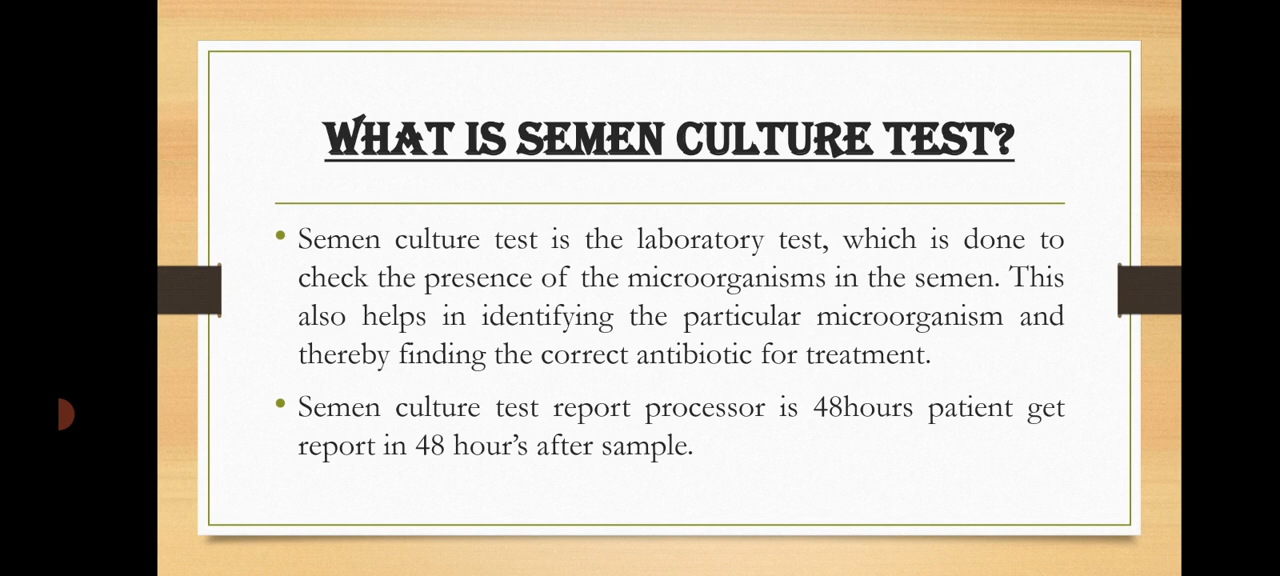 WHAT IS SEMEN CULTURE TEST?
• Semen culture test is the laboratory test, which is done to
check the presence of the microorganisms in the semen. This
also helps in identifying the particular microorganism and
thereby finding the correct antibiotic for treatment.
• Semen culture test report processor is 48hours patient get
report in 48 hour’s after sample.